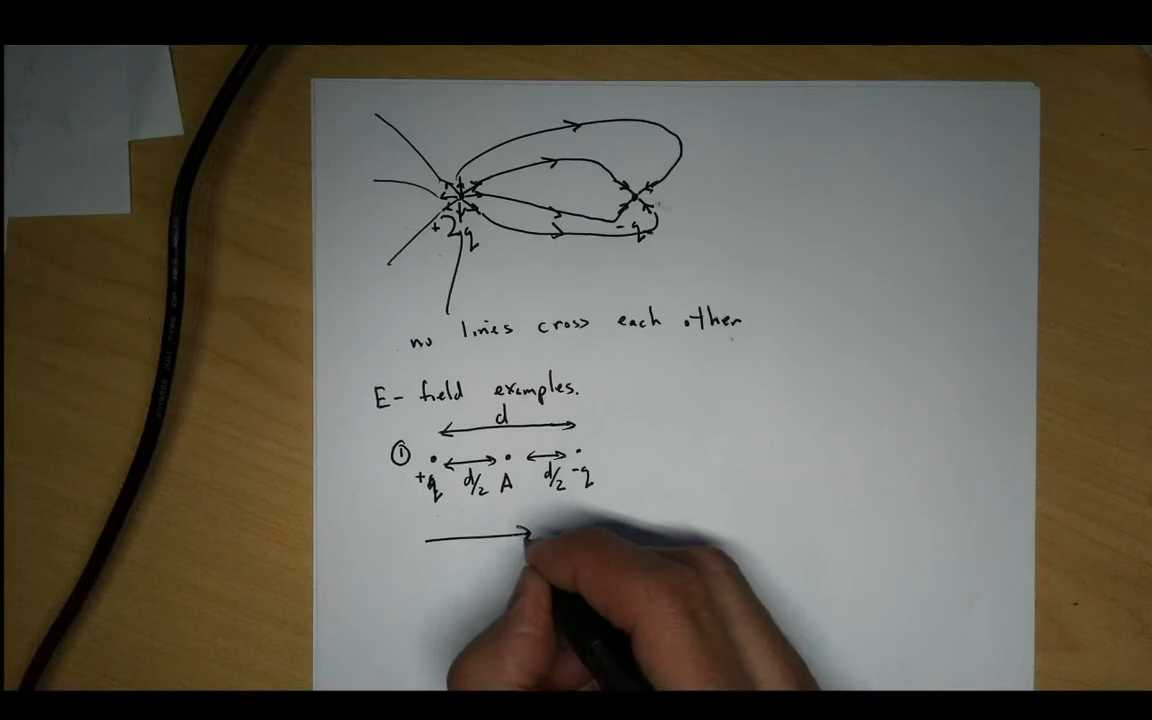 +2q -q
no lines cross each other
E- field examples.
d
① +q d/2 A d/2 -q